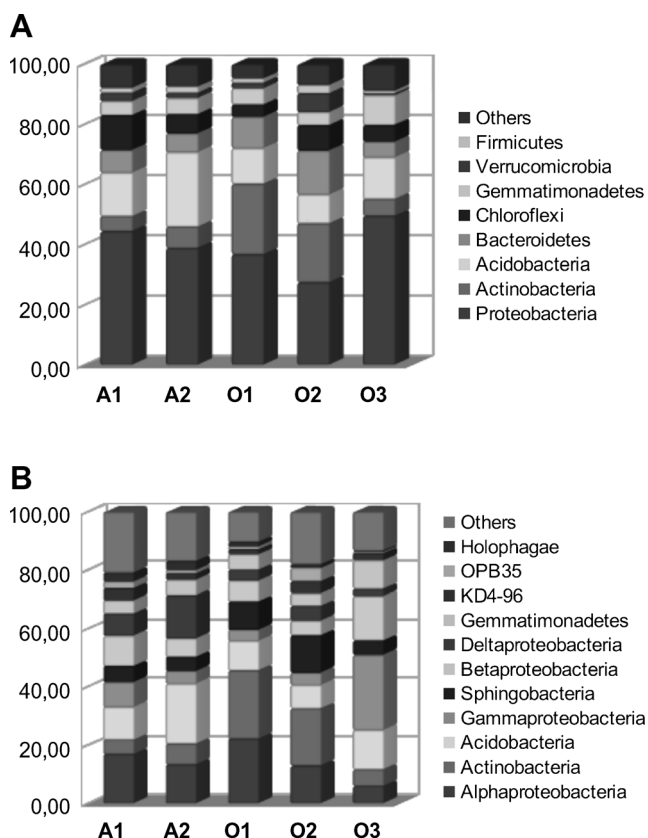 A
100,00
80,00
60,00
40,00
20,00
0,00
A1 A2 O1 O2 O3
Others
Firmicutes
Verrucomicrobia
Gemmatimonadetes
Chloroflexi
Bacteroidetes
Acidobacteria
Actinobacteria
Proteobacteria
B
100,00
80,00
60,00
40,00
20,00
0,00
A1 A2 O1 O2 O3
Others
Holophagae
OPB35
KD4-96
Gemmatimonadetes
Deltaproteobacteria
Betaproteobacteria
Sphingobacteria
Gammaproteobacteria
Acidobacteria
Actinobacteria
Alphaproteobacteria